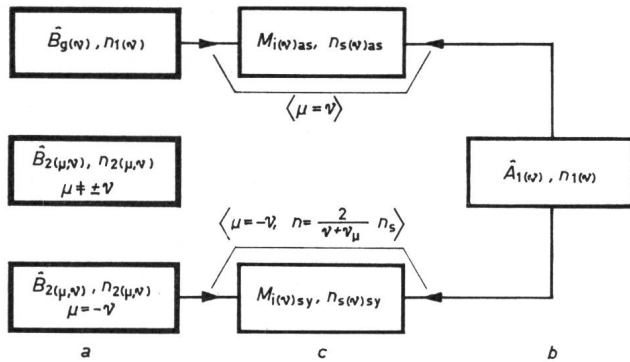 B̂g(ν) , n1(ν)
Mi(ν)as, ns(ν)as
⟨μ = ν⟩
B̂2(μ,ν), n2(μ,ν)
μ ≠ ±ν
Â1(ν) , n1(ν)
⟨μ = -ν, n = 2/(ν+νμ) ns⟩
B̂2(μ,ν) , n2(μ,ν)
μ = -ν
Mi(ν)sy, ns(ν)sy
a c b